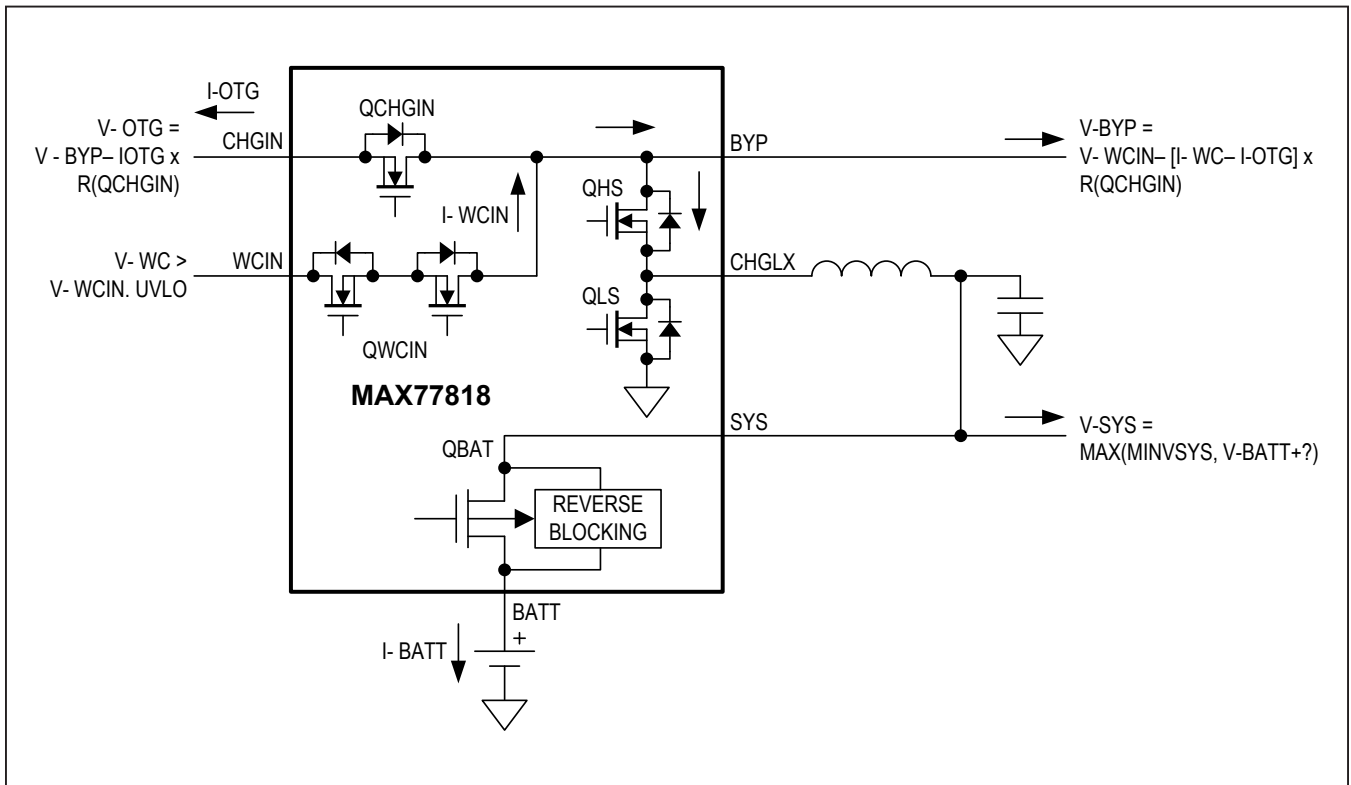 I-OTG
V- OTG =
V - BYP– IOTG x
R(QCHGIN)
CHGIN
QCHGIN
BYP
V-BYP =
V- WCIN– [I- WC– I-OTG] x
R(QCHGIN)
I- WCIN
QHS
V- WC >
V- WCIN. UVLO
WCIN
QWCIN
CHGLX
QLS
MAX77818
SYS
V-SYS =
MAX(MINVSYS, V-BATT+?)
QBAT
REVERSE
BLOCKING
BATT
I- BATT
+